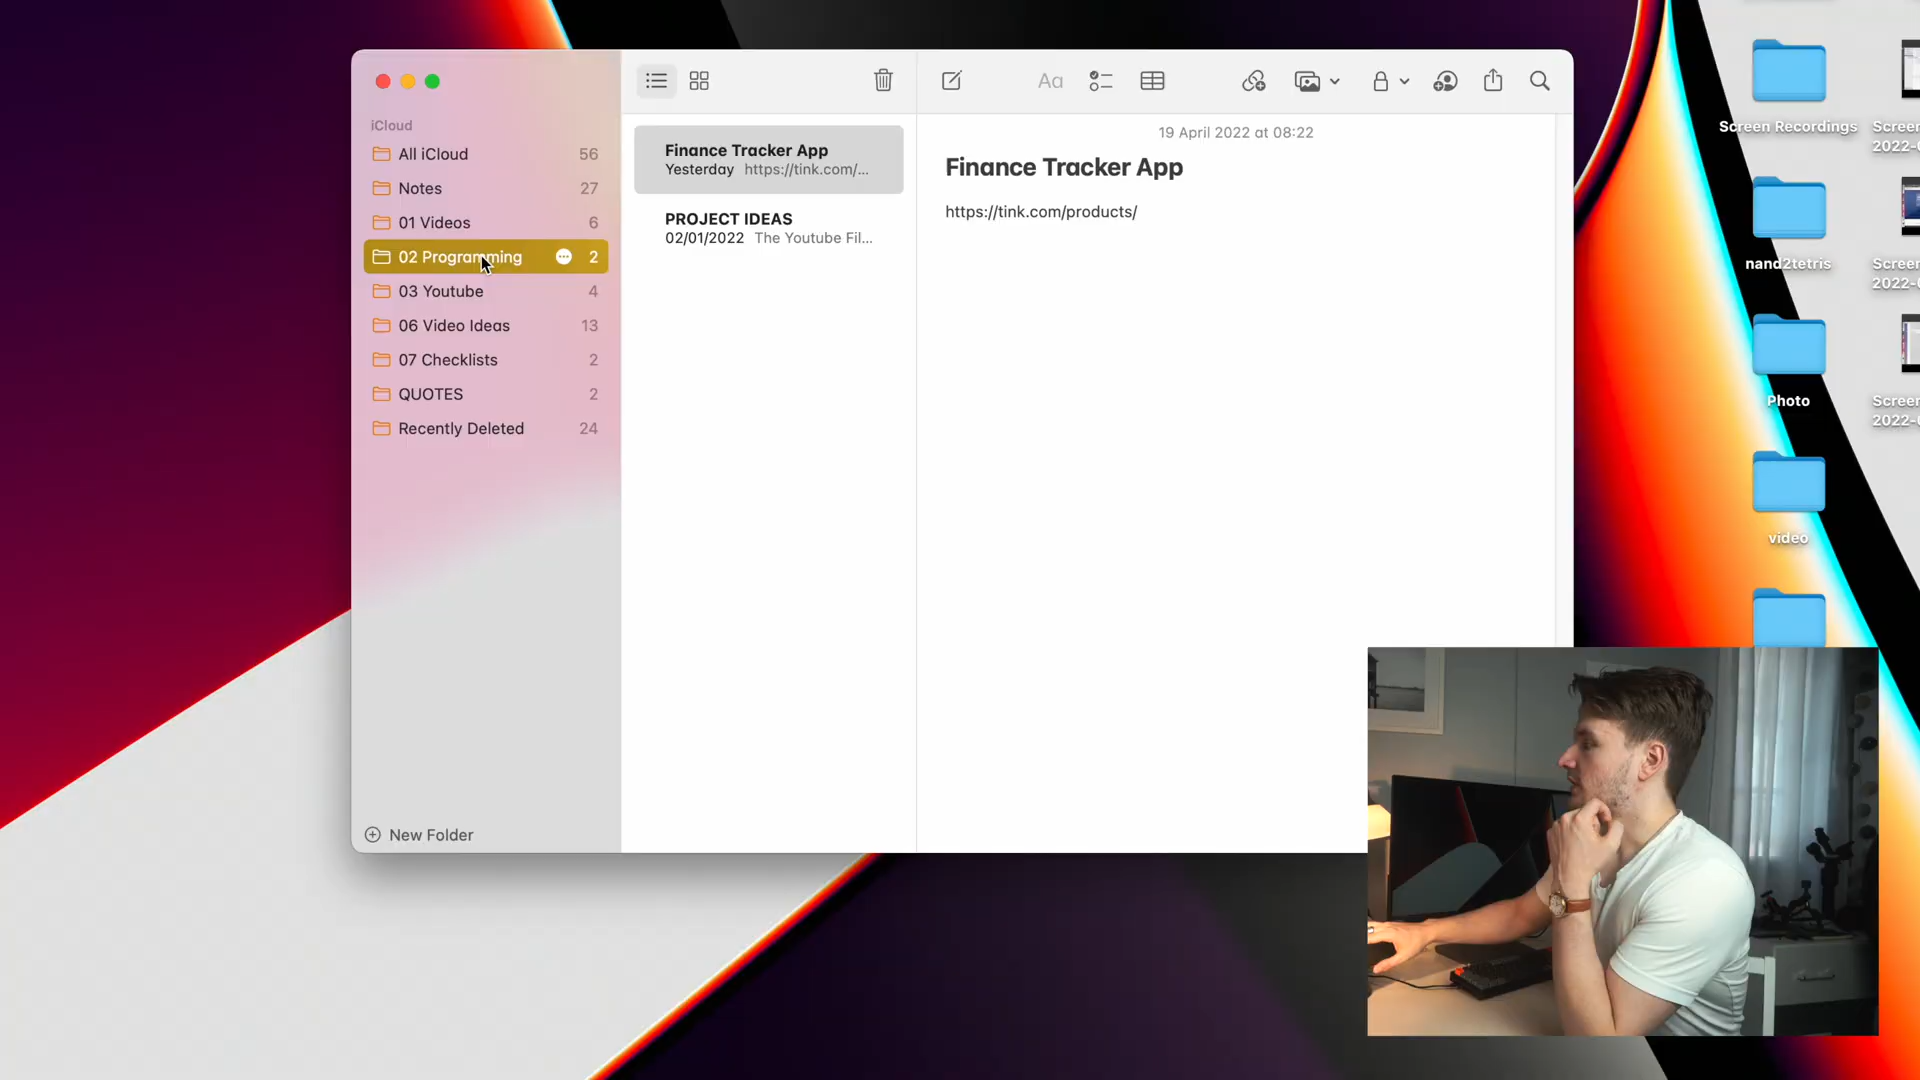 iCloud
All iCloud 56
Notes 27
01 Videos 6
02 Programming 2
03 Youtube 4
06 Video Ideas 13
07 Checklists 2
QUOTES 2
Recently Deleted 24
New Folder
Finance Tracker App
Yesterday https://tink.com/...
PROJECT IDEAS
02/01/2022 The Youtube Fil...
Aa
19 April 2022 at 08:22
Finance Tracker App
https://tink.com/products/
Screen Recordings
nand2tetris
Photo
video